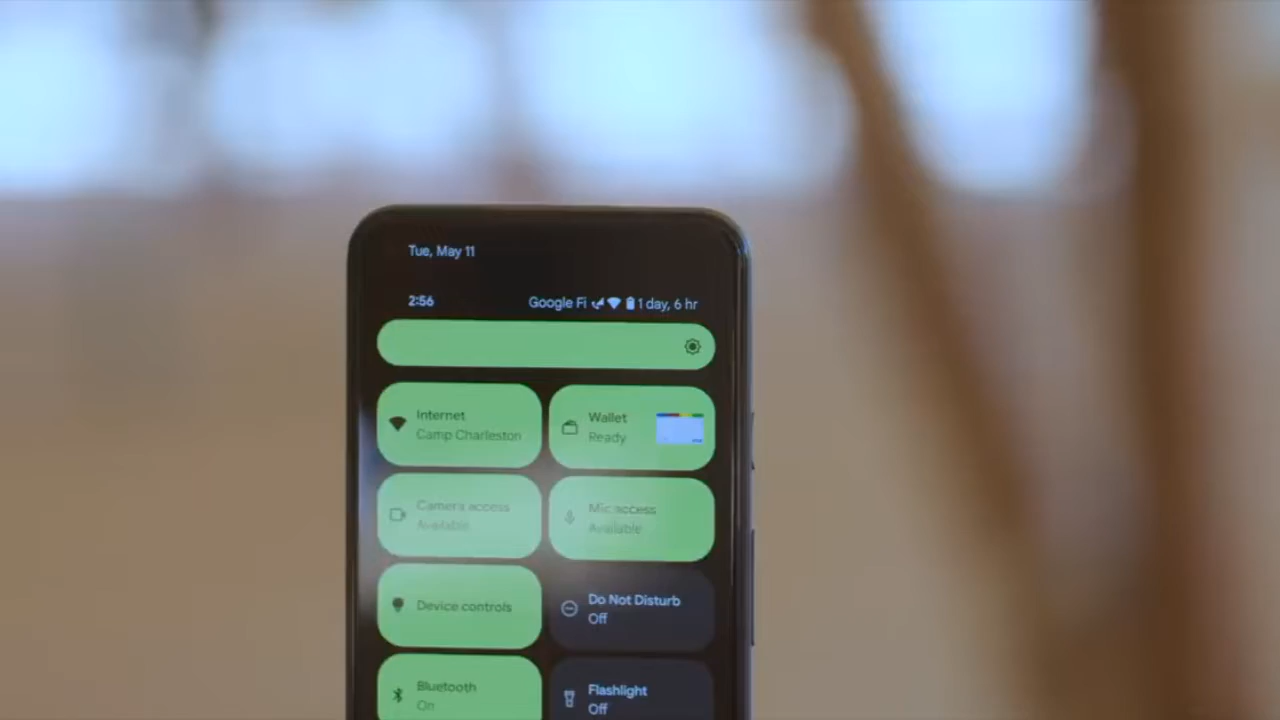 Tue, May 11
2:56 Google Fi 1 day, 6 hr
Internet
Camp Charleston
Wallet
Ready
Camera access
Available
Mic access
Available
Device controls
Do Not Disturb
Off
Bluetooth
On
Flashlight
Off